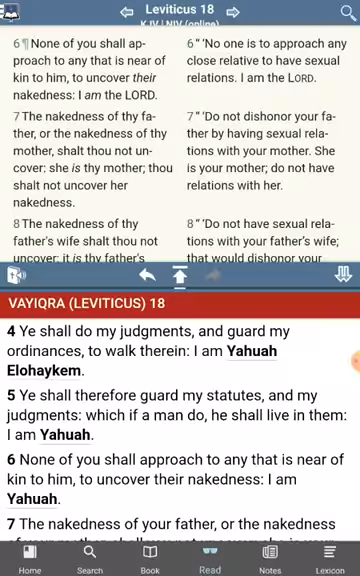 Leviticus 18
KJV | NIV (online)
6¶ None of you shall ap-
proach to any that is near of
kin to him, to uncover their
nakedness: I am the LORD.
7 The nakedness of thy fa-
ther, or the nakedness of thy
mother, shalt thou not un-
cover: she is thy mother; thou
shalt not uncover her
nakedness.
8 The nakedness of thy
father's wife shalt thou not
uncover: it is thy father's
6 “ ‘No one is to approach any
close relative to have sexual
relations. I am the LORD.
7 “ ‘Do not dishonor your fa-
ther by having sexual rela-
tions with your mother. She
is your mother; do not have
relations with her.
8 “ ‘Do not have sexual rela-
tions with your father’s wife;
that would dishonor your
VAYIQRA (LEVITICUS) 18
4 Ye shall do my judgments, and guard my
ordinances, to walk therein: I am Yahuah
Elohaykem.
5 Ye shall therefore guard my statutes, and my
judgments: which if a man do, he shall live in them:
I am Yahuah.
6 None of you shall approach to any that is near of
kin to him, to uncover their nakedness: I am
Yahuah.
7 The nakedness of your father, or the nakedness
Home
Search
Book
Read
Notes
Lexicon